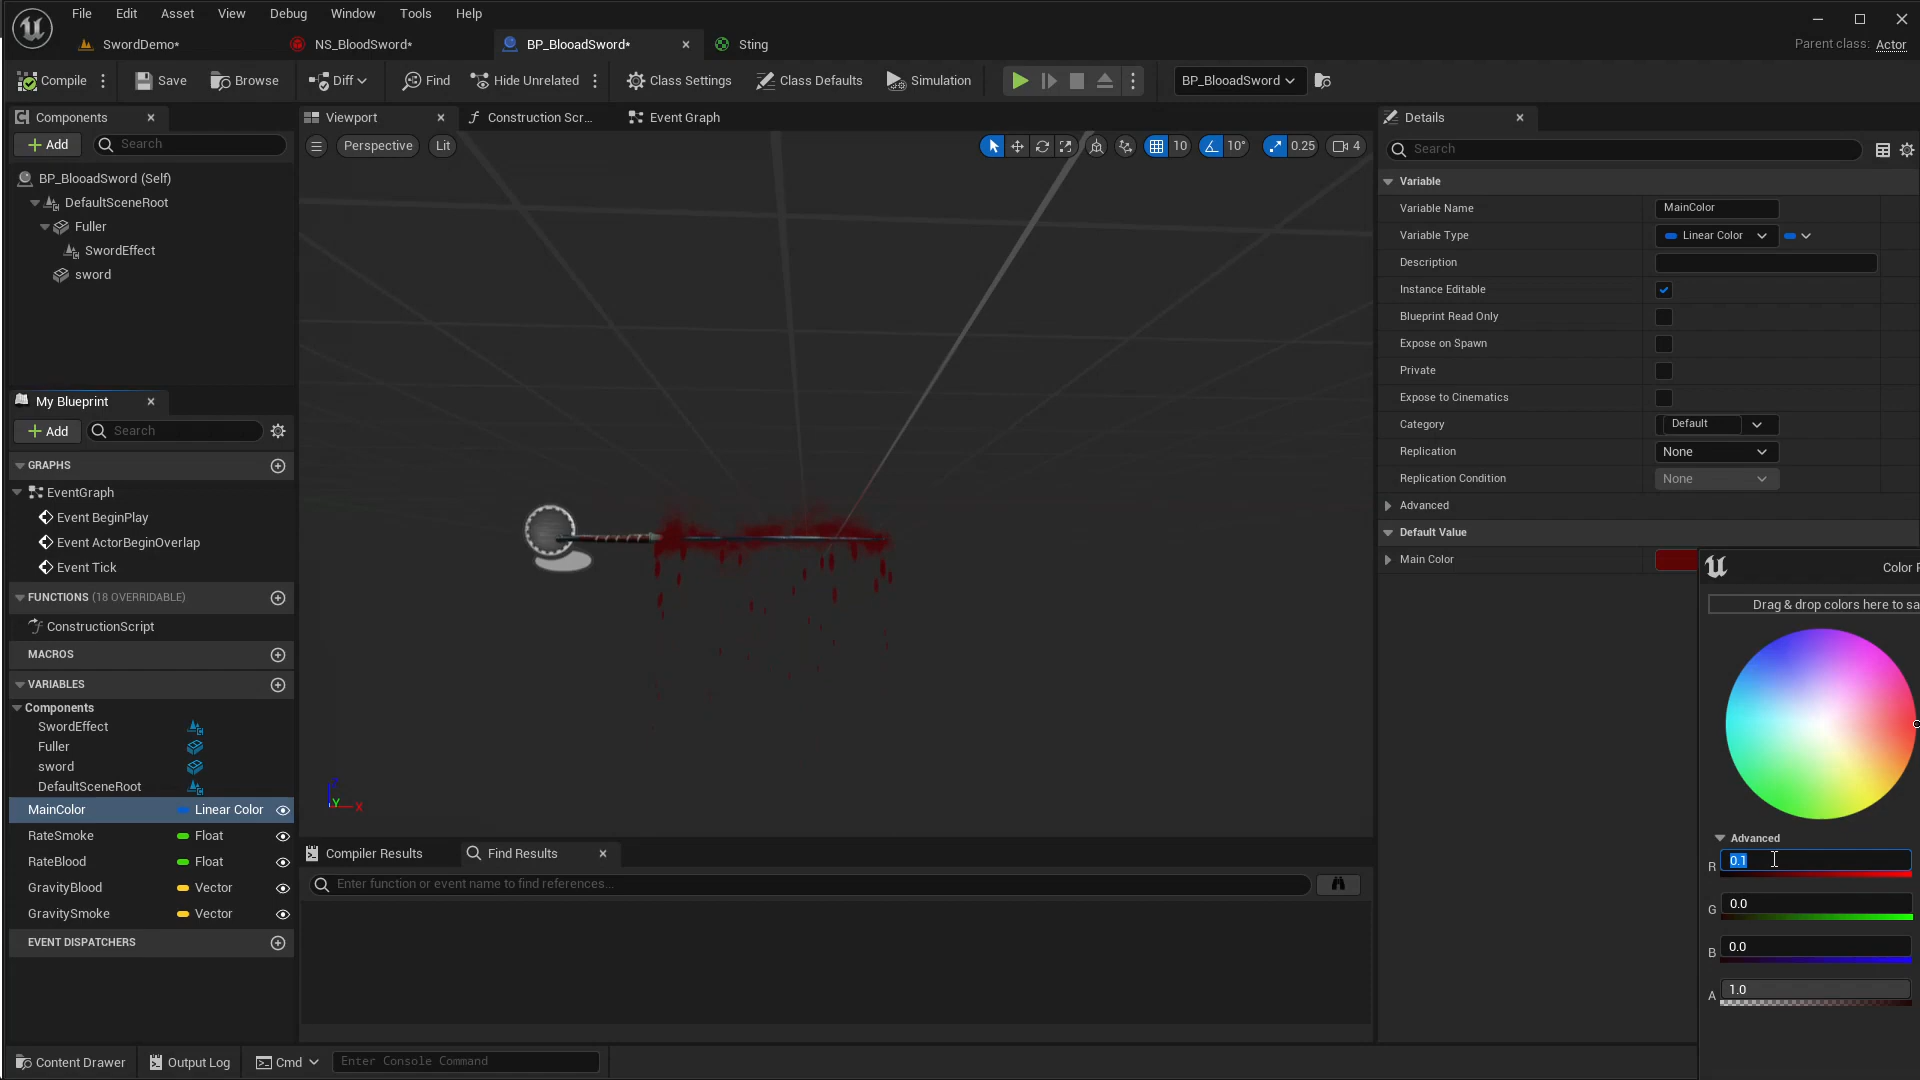 File Edit Asset View Debug Window Tools Help
SwordDemo* NS_BloodSword* BP_BlooadSword* Sting
Parent class: Actor
Compile Save Browse Diff Find Hide Unrelated Class Settings Class Defaults Simulation BP_BlooadSword
Components
Add Search
BP_BlooadSword (Self)
DefaultSceneRoot
Fuller
SwordEffect
sword
My Blueprint
Add Search
GRAPHS
EventGraph
Event BeginPlay
Event ActorBeginOverlap
Event Tick
FUNCTIONS (18 OVERRIDABLE)
ConstructionScript
MACROS
VARIABLES
Components
SwordEffect
Fuller
sword
DefaultSceneRoot
MainColor Linear Color
RateSmoke Float
RateBlood Float
GravityBlood Vector
GravitySmoke Vector
EVENT DISPATCHERS
Viewport Construction Scr... Event Graph
Perspective Lit 10 10° 0.25 4
Z
Y X
Compiler Results Find Results
Enter function or event name to find references...
Details
Search
Variable
Variable Name MainColor
Variable Type Linear Color
Description
Instance Editable
Blueprint Read Only
Expose on Spawn
Private
Expose to Cinematics
Category Default
Replication None
Replication Condition None
Advanced
Default Value
Main Color
Color P
Drag & drop colors here to sa
Advanced
R 0.1
G 0.0
B 0.0
A 1.0
Content Drawer Output Log Cmd Enter Console Command